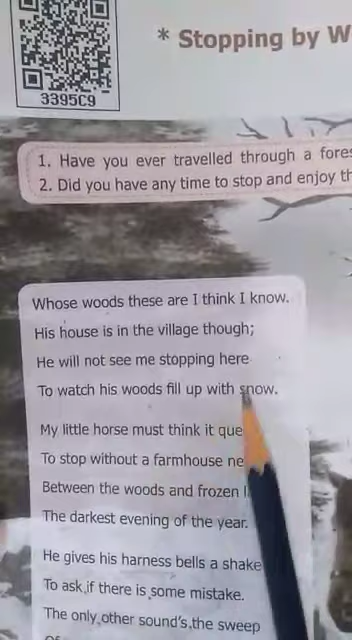 3395C9
* Stopping by W
1. Have you ever travelled through a fores
2. Did you have any time to stop and enjoy th
Whose woods these are I think I know.
His house is in the village though;
He will not see me stopping here
To watch his woods fill up with snow.
My little horse must think it que
To stop without a farmhouse ne
Between the woods and frozen l
The darkest evening of the year.
He gives his harness bells a shake
To ask if there is some mistake.
The only other sound's the sweep